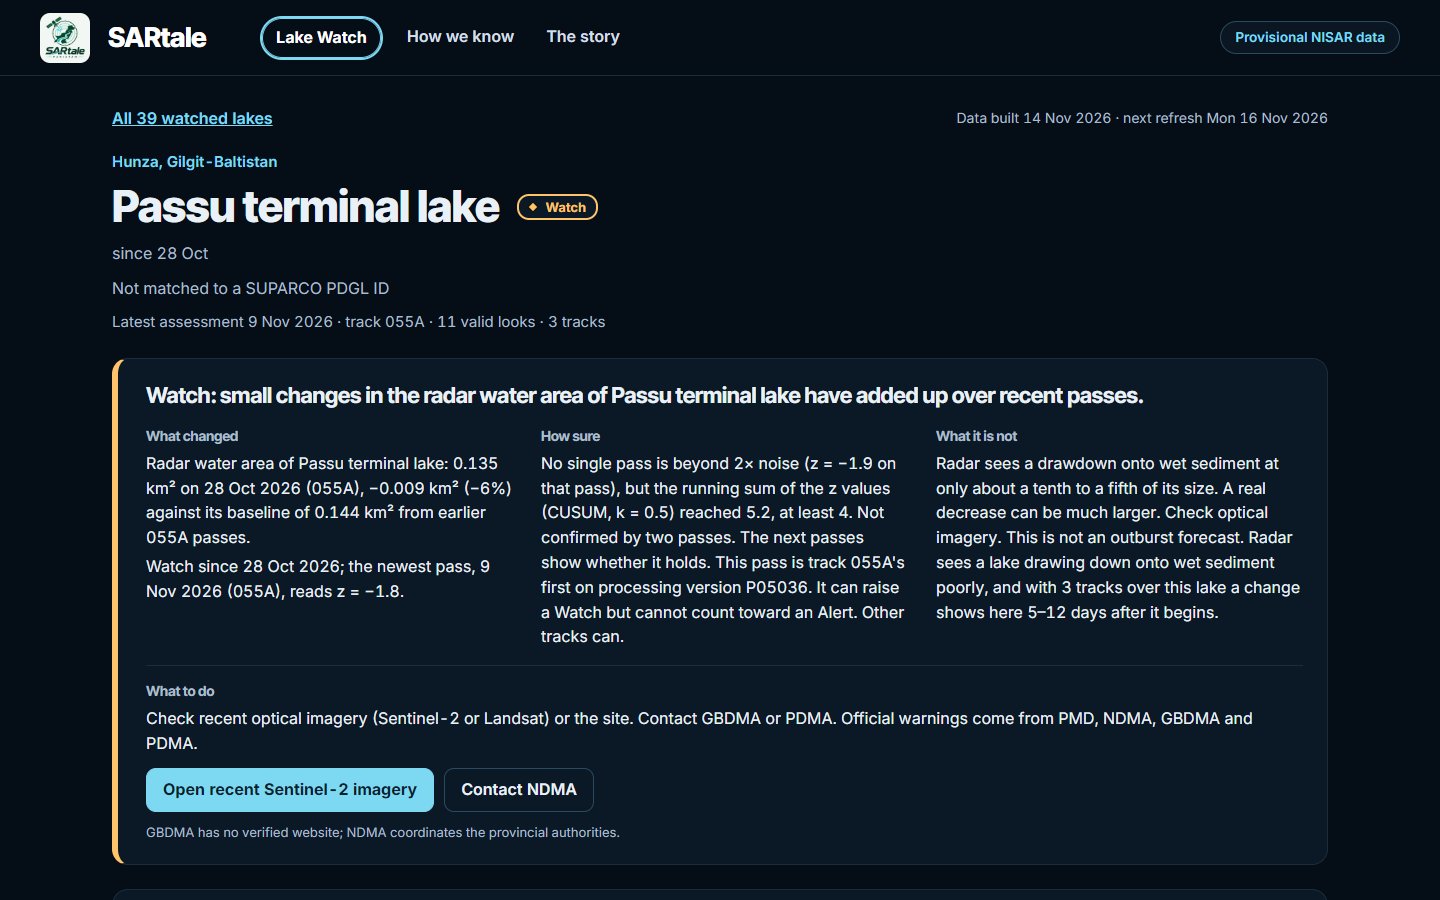 SARtale
SARtale
Lake Watch
How we know
The story
Provisional NISAR data
All 39 watched lakes
Data built 14 Nov 2026 · next refresh Mon 16 Nov 2026
Hunza, Gilgit-Baltistan
Passu terminal lake
◆ Watch
since 28 Oct
Not matched to a SUPARCO PDGL ID
Latest assessment 9 Nov 2026 · track 055A · 11 valid looks · 3 tracks
Watch: small changes in the radar water area of Passu terminal lake have added up over recent passes.
What changed
Radar water area of Passu terminal lake: 0.135
km² on 28 Oct 2026 (055A), −0.009 km² (−6%)
against its baseline of 0.144 km² from earlier
055A passes.
Watch since 28 Oct 2026; the newest pass, 9
Nov 2026 (055A), reads z = −1.8.
How sure
No single pass is beyond 2× noise (z = −1.9 on
that pass), but the running sum of the z values
(CUSUM, k = 0.5) reached 5.2, at least 4. Not
confirmed by two passes. The next passes
show whether it holds. This pass is track 055A's
first on processing version P05036. It can raise
a Watch but cannot count toward an Alert. Other
tracks can.
What it is not
Radar sees a drawdown onto wet sediment at
only about a tenth to a fifth of its size. A real
decrease can be much larger. Check optical
imagery. This is not an outburst forecast. Radar
sees a lake drawing down onto wet sediment
poorly, and with 3 tracks over this lake a change
shows here 5–12 days after it begins.
What to do
Check recent optical imagery (Sentinel-2 or Landsat) or the site. Contact GBDMA or PDMA. Official warnings come from PMD, NDMA, GBDMA and
PDMA.
Open recent Sentinel-2 imagery
Contact NDMA
GBDMA has no verified website; NDMA coordinates the provincial authorities.